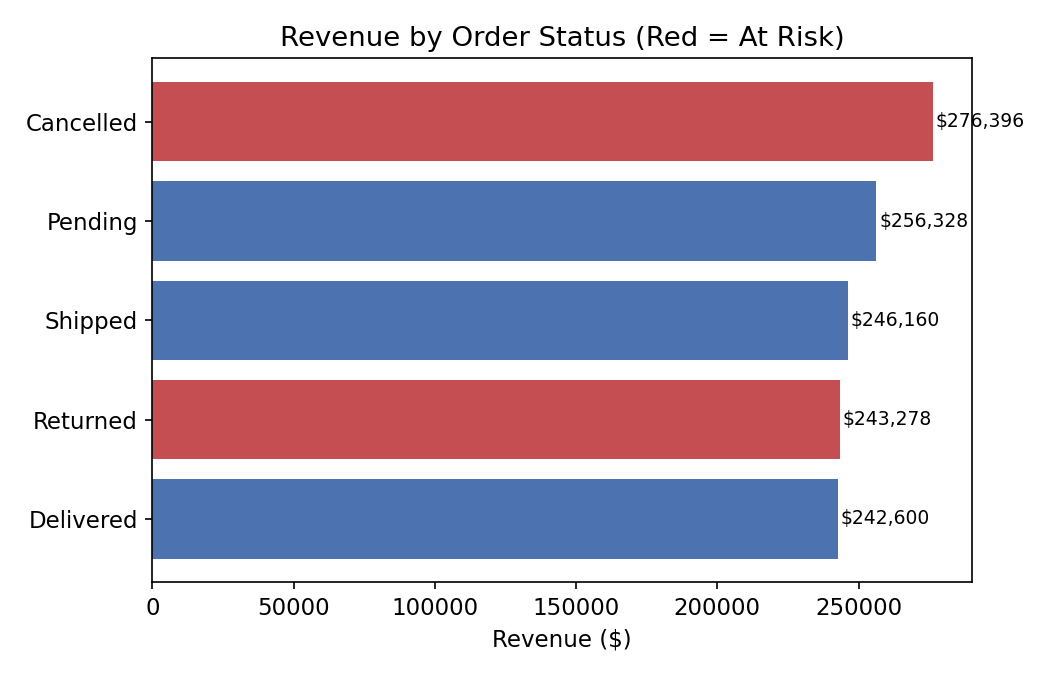 Revenue by Order Status (Red = At Risk)
Cancelled $276,396
Pending $256,328
Shipped $246,160
Returned $243,278
Delivered $242,600
0 50000 100000 150000 200000 250000
Revenue ($)